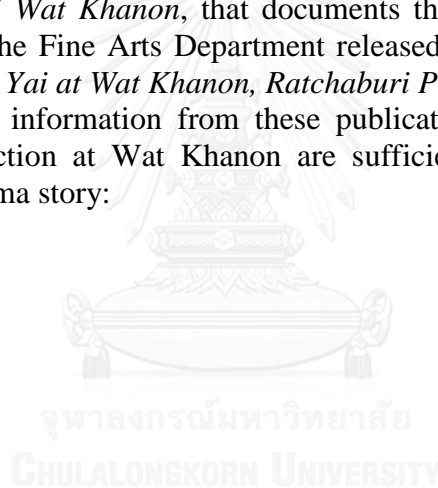 Wat Khanon, that documents th
he Fine Arts Department released
Yai at Wat Khanon, Ratchaburi P
information from these publicat
ction at Wat Khanon are sufficie
ma story:
จุฬาลงกรณ์มหาวิทยาลัย
CHULALONGKORN UNIVERSITY